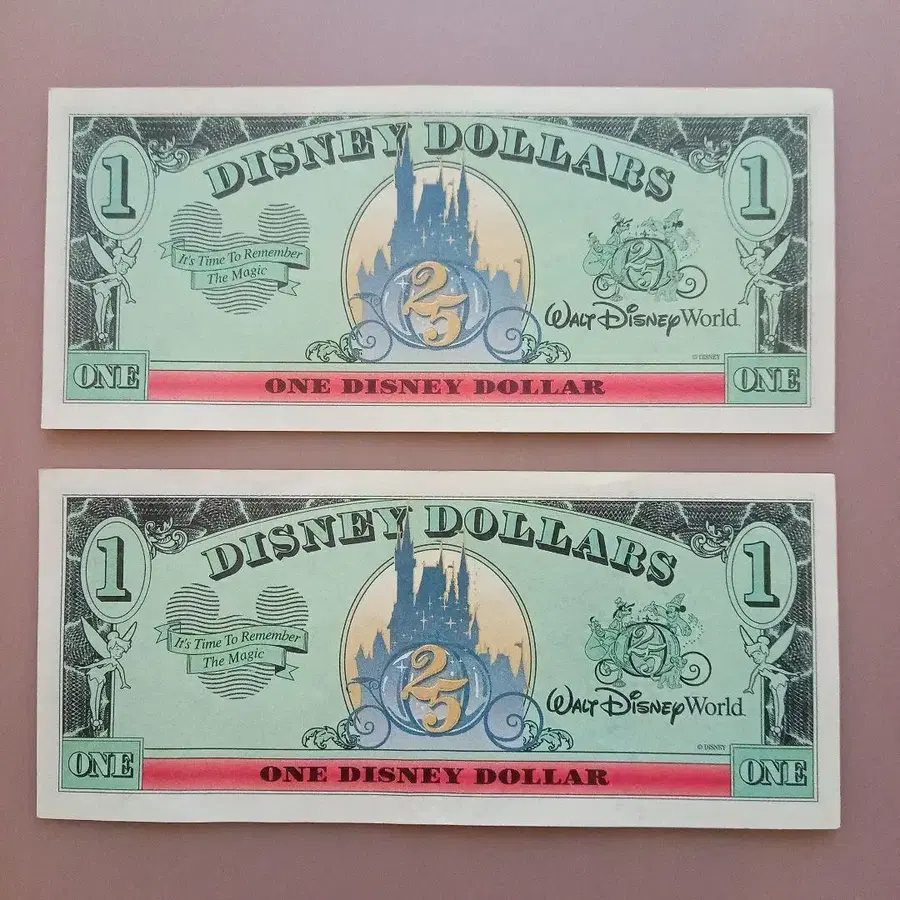 DISNEY DOLLARS
1
1
It's Time To Remember
The Magic
25
25
WALT DISNEY World.
© DISNEY
ONE
ONE DISNEY DOLLAR
ONE
DISNEY DOLLARS
1
1
It's Time To Remember
The Magic
25
25
WALT DISNEY World.
© DISNEY
ONE
ONE DISNEY DOLLAR
ONE